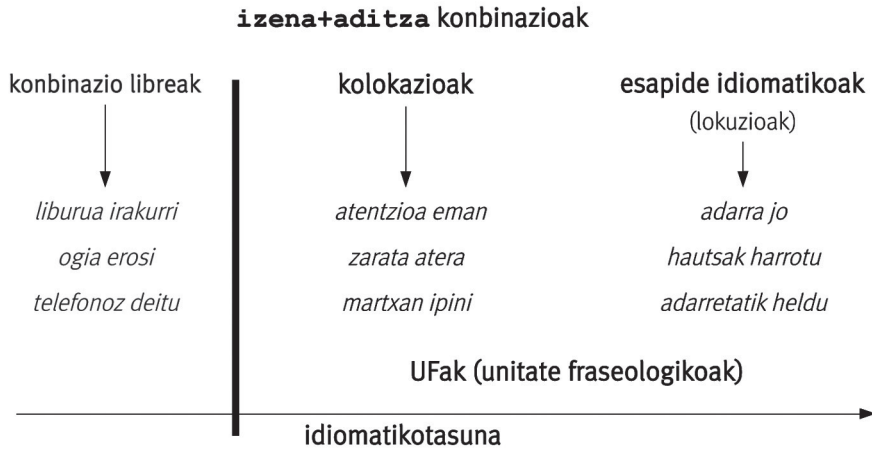 izena+aditza konbinazioak
konbinazio libreak kolokazioak esapide idiomatikoak
(lokuzioak)
liburua irakurri atentzioa eman adarra jo
ogia erosi zarata atera hautsak harrotu
telefonoz deitu martxan ipini adarretatik heldu
UFak (unitate fraseologikoak)
idiomatikotasuna